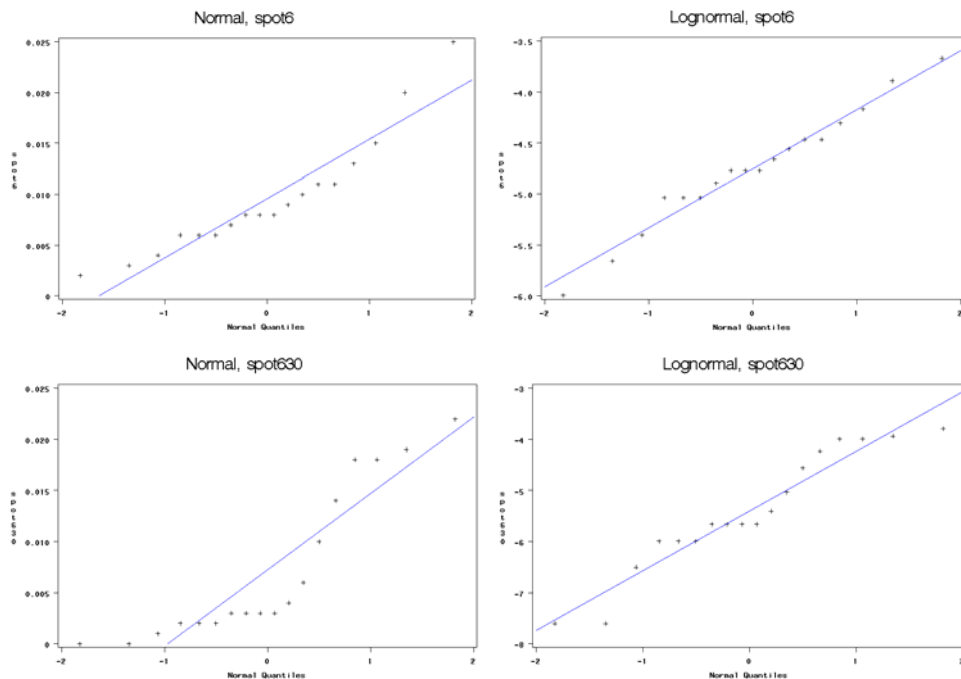 Normal, spot6
0.025
0.020
0.015
0.010
0.005
0
spot6
-2 -1 0 1 2
Normal Quantiles
Lognormal, spot6
-3.5
-4.0
-4.5
-5.0
-5.5
-6.0
spot6
-2 -1 0 1 2
Normal Quantiles
Normal, spot630
0.025
0.020
0.015
0.010
0.005
0
spot630
-2 -1 0 1 2
Normal Quantiles
Lognormal, spot630
-3
-4
-5
-6
-7
-8
spot630
-2 -1 0 1 2
Normal Quantiles